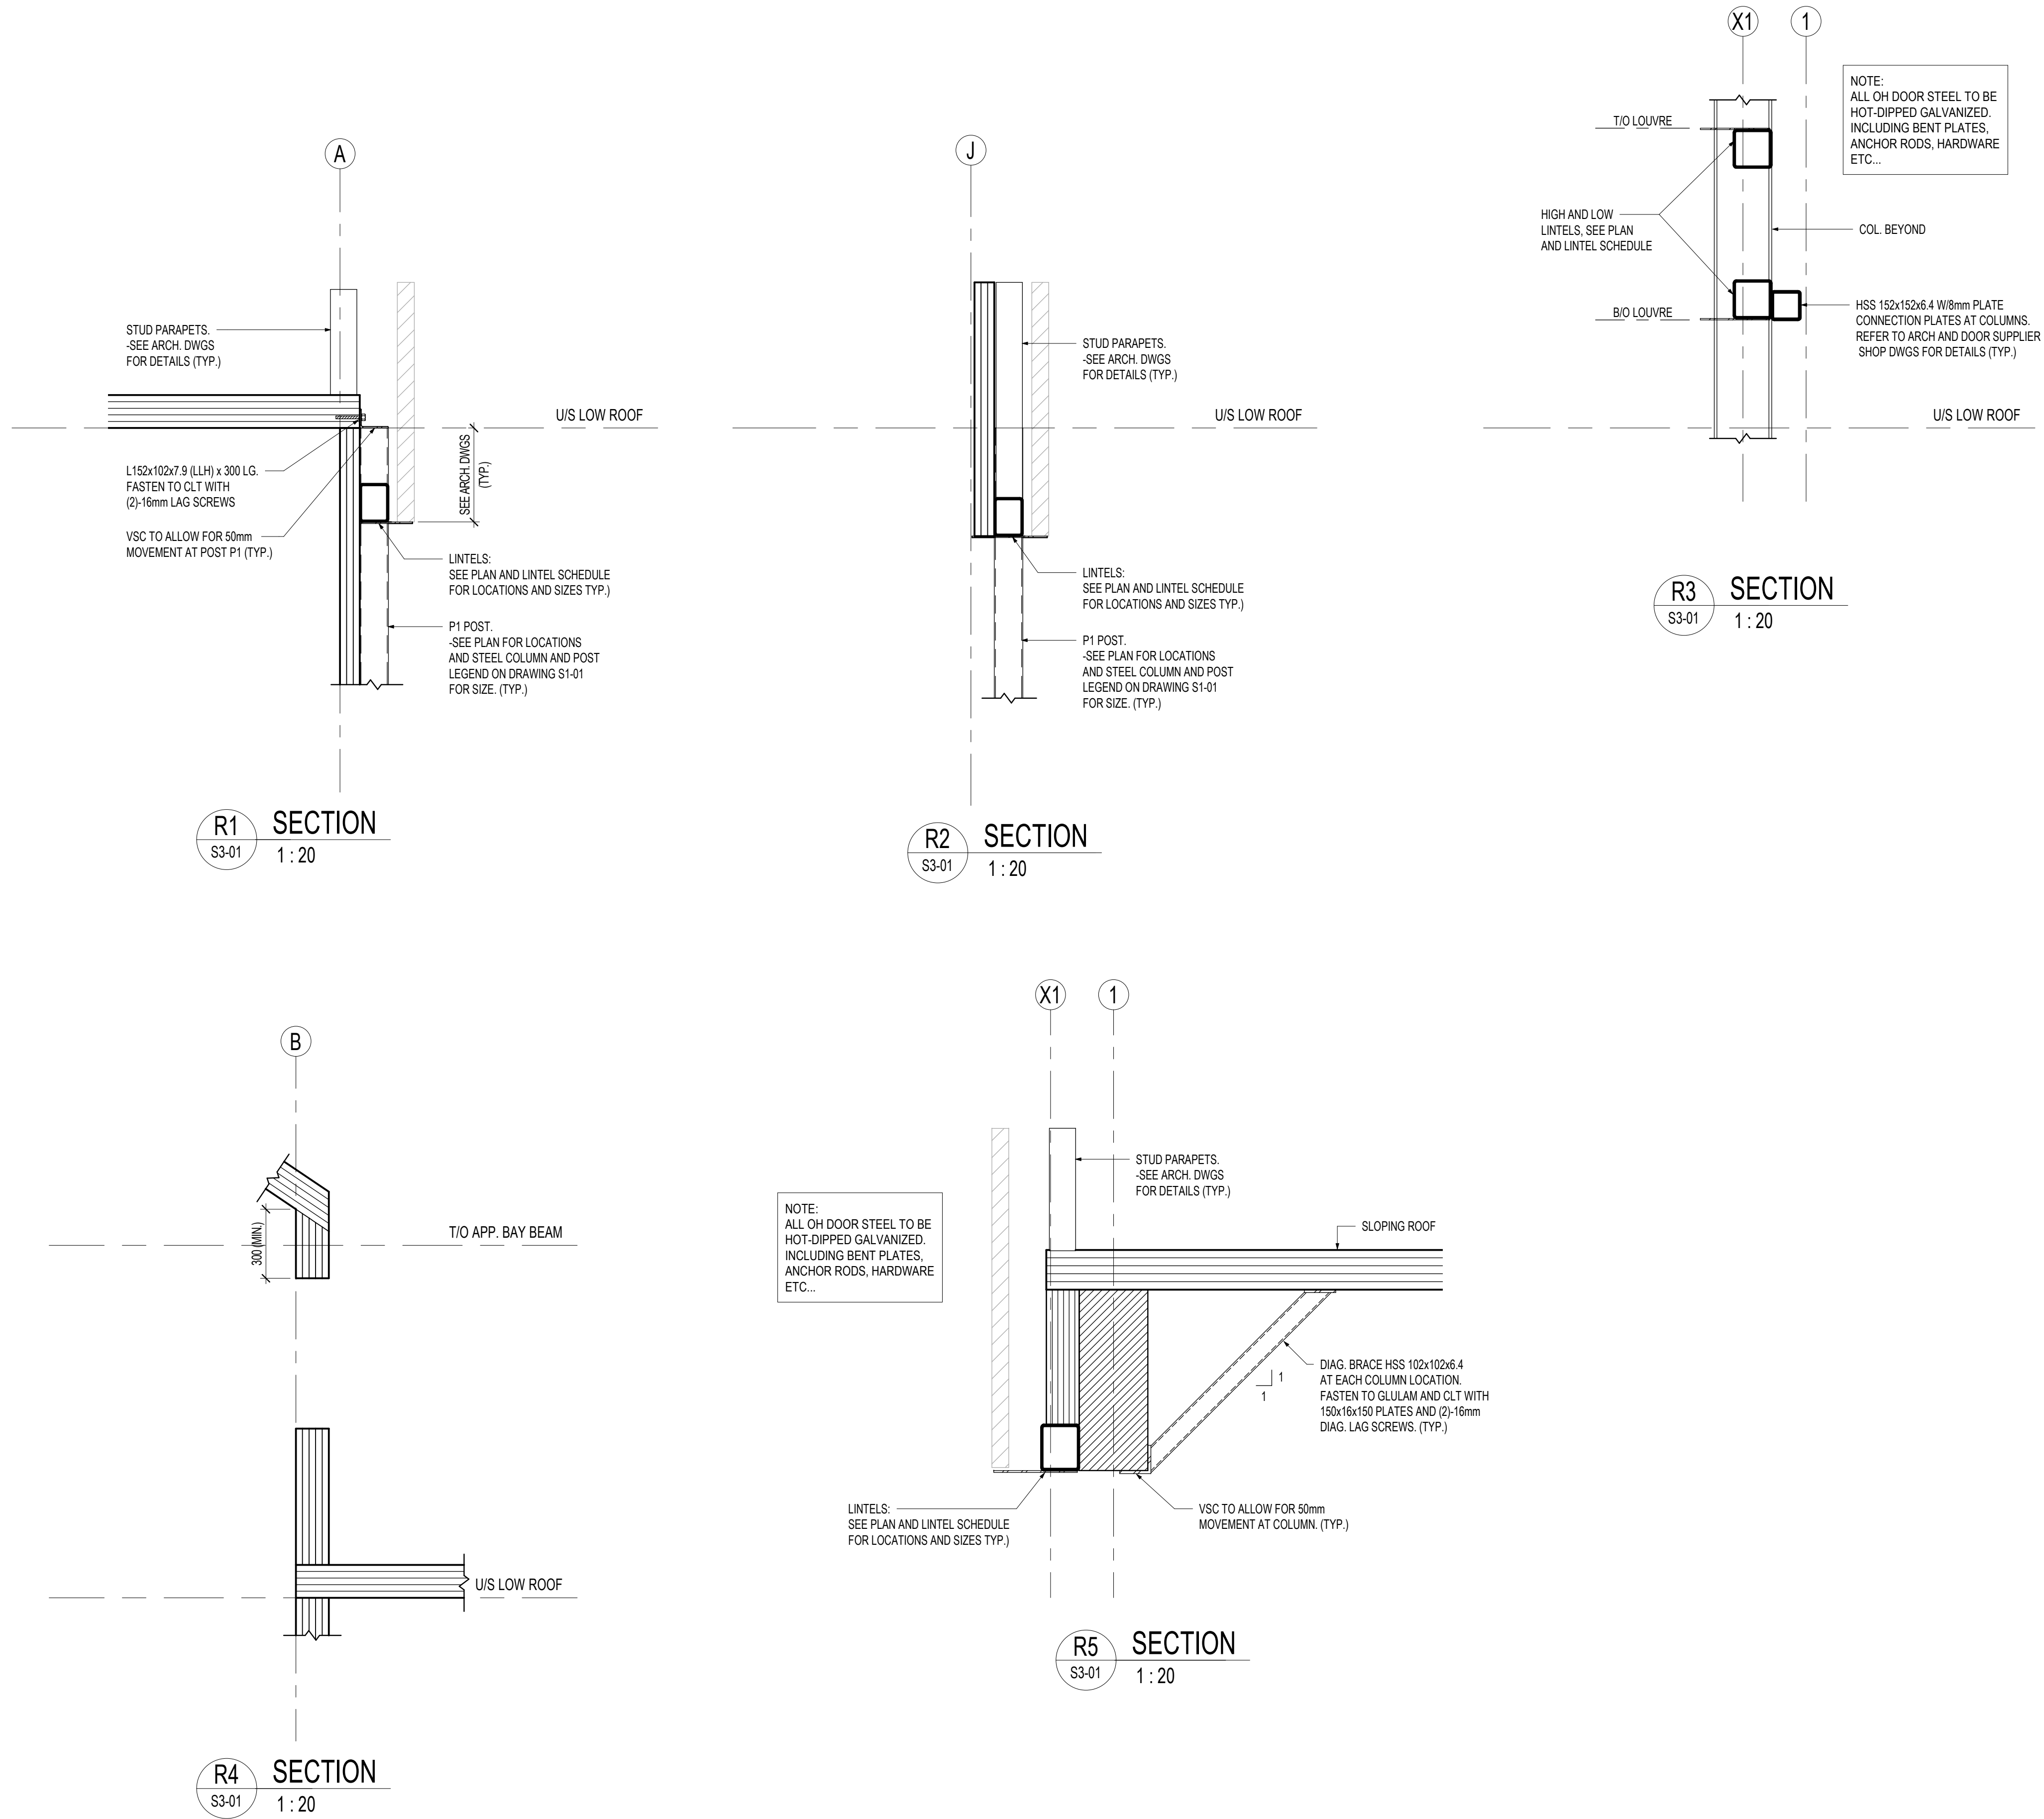 A
STUD PARAPETS.
-SEE ARCH. DWGS
FOR DETAILS (TYP.)
U/S LOW ROOF
L152x102x7.9 (LLH) x 300 LG.
FASTEN TO CLT WITH
(2)-16mm LAG SCREWS
SEE ARCH. DWGS
(TYP.)
VSC TO ALLOW FOR 50mm
MOVEMENT AT POST P1 (TYP.)
LINTELS:
SEE PLAN AND LINTEL SCHEDULE
FOR LOCATIONS AND SIZES TYP.)
P1 POST.
-SEE PLAN FOR LOCATIONS
AND STEEL COLUMN AND POST
LEGEND ON DRAWING S1-01
FOR SIZE. (TYP.)
R1
SECTION
S3-01
1 : 20
J
STUD PARAPETS.
-SEE ARCH. DWGS
FOR DETAILS (TYP.)
U/S LOW ROOF
LINTELS:
SEE PLAN AND LINTEL SCHEDULE
FOR LOCATIONS AND SIZES TYP.)
P1 POST.
-SEE PLAN FOR LOCATIONS
AND STEEL COLUMN AND POST
LEGEND ON DRAWING S1-01
FOR SIZE. (TYP.)
R2
SECTION
S3-01
1 : 20
X1
1
NOTE:
ALL OH DOOR STEEL TO BE
HOT-DIPPED GALVANIZED.
INCLUDING BENT PLATES,
ANCHOR RODS, HARDWARE
ETC...
T/O LOUVRE
HIGH AND LOW
LINTELS, SEE PLAN
AND LINTEL SCHEDULE
COL. BEYOND
B/O LOUVRE
HSS 152x152x6.4 W/8mm PLATE
CONNECTION PLATES AT COLUMNS.
REFER TO ARCH AND DOOR SUPPLIER
SHOP DWGS FOR DETAILS (TYP.)
U/S LOW ROOF
R3
SECTION
S3-01
1 : 20
B
300 (MIN.)
T/O APP. BAY BEAM
U/S LOW ROOF
R4
SECTION
S3-01
1 : 20
X1
1
STUD PARAPETS.
-SEE ARCH. DWGS
FOR DETAILS (TYP.)
NOTE:
ALL OH DOOR STEEL TO BE
HOT-DIPPED GALVANIZED.
INCLUDING BENT PLATES,
ANCHOR RODS, HARDWARE
ETC...
SLOPING ROOF
1
1
DIAG. BRACE HSS 102x102x6.4
AT EACH COLUMN LOCATION.
FASTEN TO GLULAM AND CLT WITH
150x16x150 PLATES AND (2)-16mm
DIAG. LAG SCREWS. (TYP.)
LINTELS:
SEE PLAN AND LINTEL SCHEDULE
FOR LOCATIONS AND SIZES TYP.)
VSC TO ALLOW FOR 50mm
MOVEMENT AT COLUMN. (TYP.)
R5
SECTION
S3-01
1 : 20